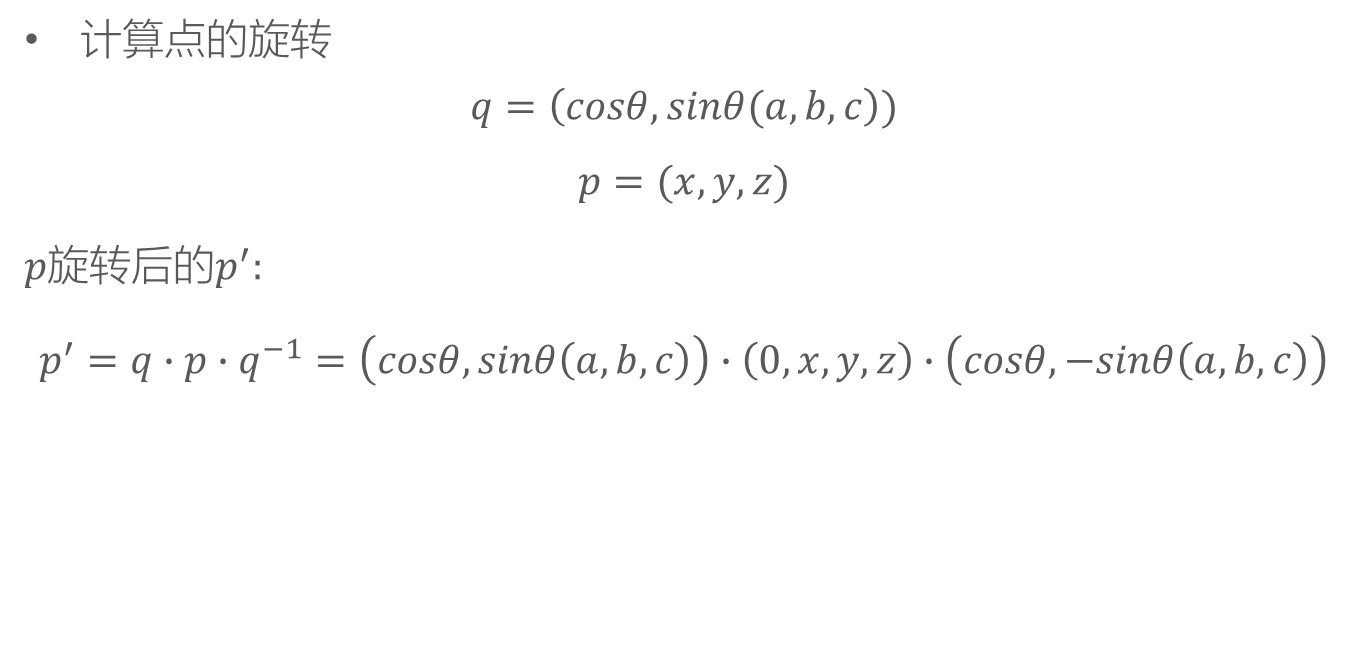 • 计算点的旋转
q = (cosθ, sinθ(a, b, c))
p = (x, y, z)
p旋转后的p′:
p′ = q · p · q⁻¹ = (cosθ, sinθ(a, b, c)) · (0, x, y, z) · (cosθ, −sinθ(a, b, c))